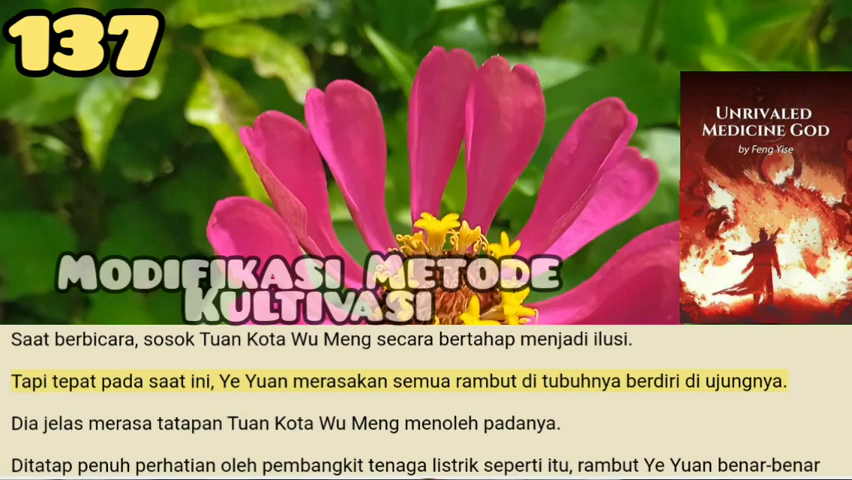 137
UNRIVALED
MEDICINE GOD
by Feng Yise
MODIFIKASI METODE
KULTIVASI
Saat berbicara, sosok Tuan Kota Wu Meng secara bertahap menjadi ilusi.
Tapi tepat pada saat ini, Ye Yuan merasakan semua rambut di tubuhnya berdiri di ujungnya.
Dia jelas merasa tatapan Tuan Kota Wu Meng menoleh padanya.
Ditatap penuh perhatian oleh pembangkit tenaga listrik seperti itu, rambut Ye Yuan benar-benar